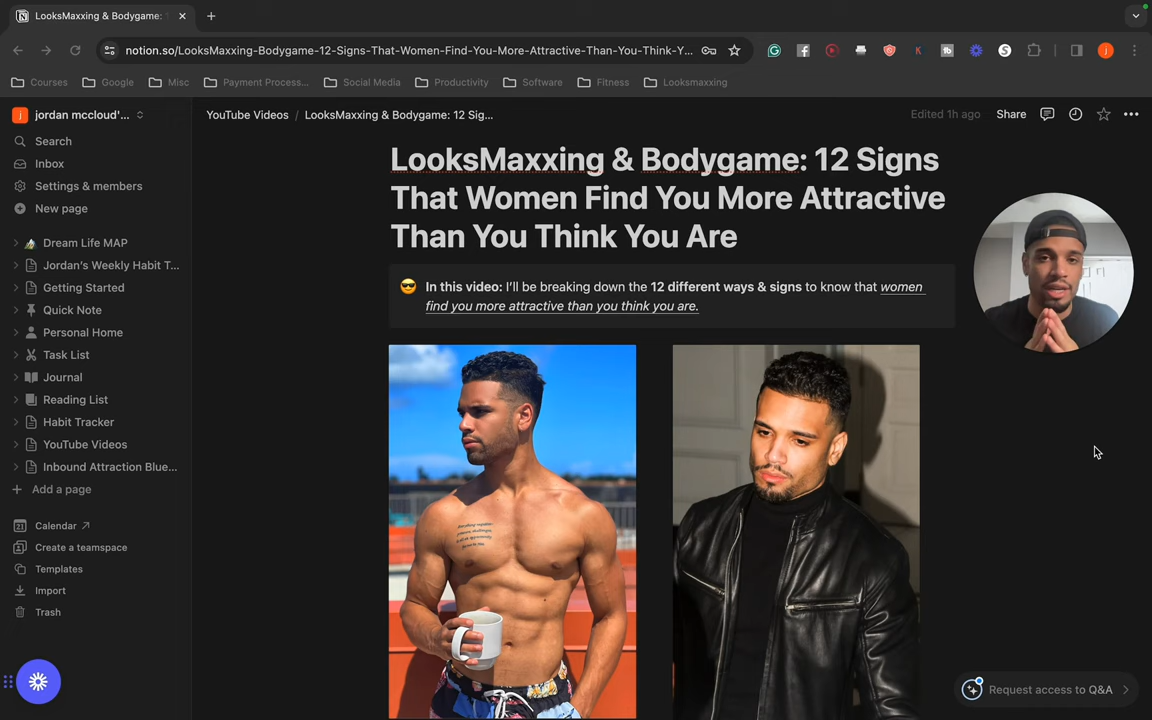 LooksMaxxing & Bodygame:
notion.so/LooksMaxxing-Bodygame-12-Signs-That-Women-Find-You-More-Attractive-Than-You-Think-Y...
Courses
Google
Misc
Payment Process...
Social Media
Productivity
Software
Fitness
Looksmaxxing
jordan mccloud'...
Search
Inbox
Settings & members
New page
Dream Life MAP
Jordan's Weekly Habit T...
Getting Started
Quick Note
Personal Home
Task List
Journal
Reading List
Habit Tracker
YouTube Videos
Inbound Attraction Blue...
Add a page
Calendar ↗
Create a teamspace
Templates
Import
Trash
YouTube Videos / LooksMaxxing & Bodygame: 12 Sig...
Edited 1h ago
Share
LooksMaxxing & Bodygame: 12 Signs
That Women Find You More Attractive
Than You Think You Are
In this video: I'll be breaking down the 12 different ways & signs to know that women
find you more attractive than you think you are.
Request access to Q&A